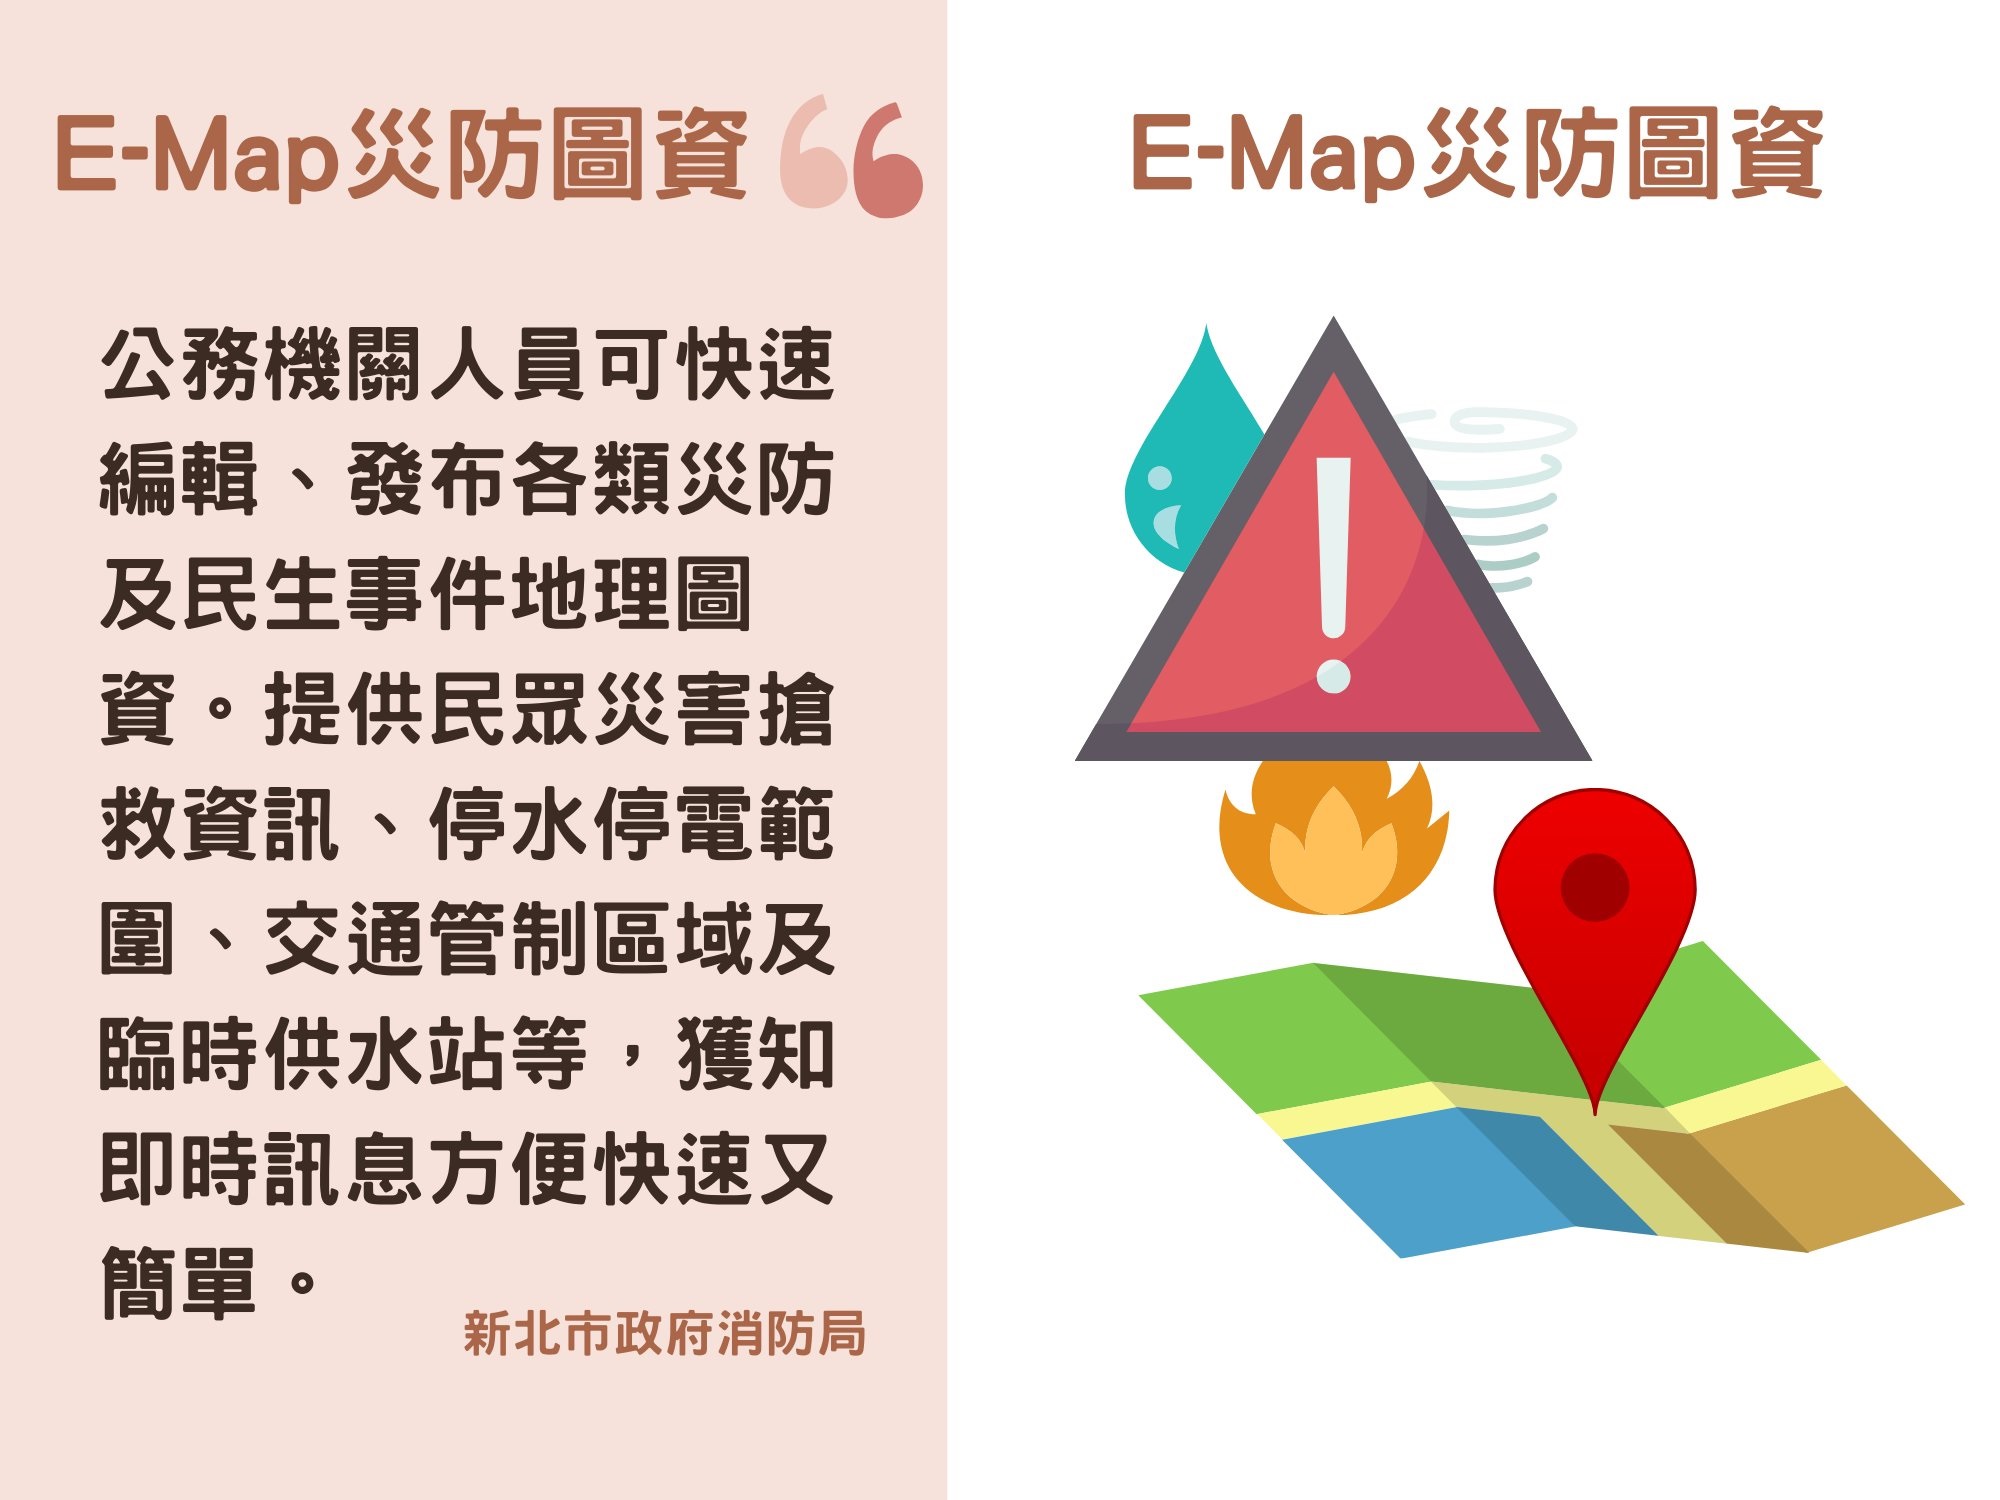 E-Map災防圖資
公務機關人員可快速
編輯、發布各類災防
及民生事件地理圖
資。提供民眾災害搶
救資訊、停水停電範
圍、交通管制區域及
臨時供水站等，獲知
即時訊息方便快速又
簡單。
新北市政府消防局
E-Map災防圖資